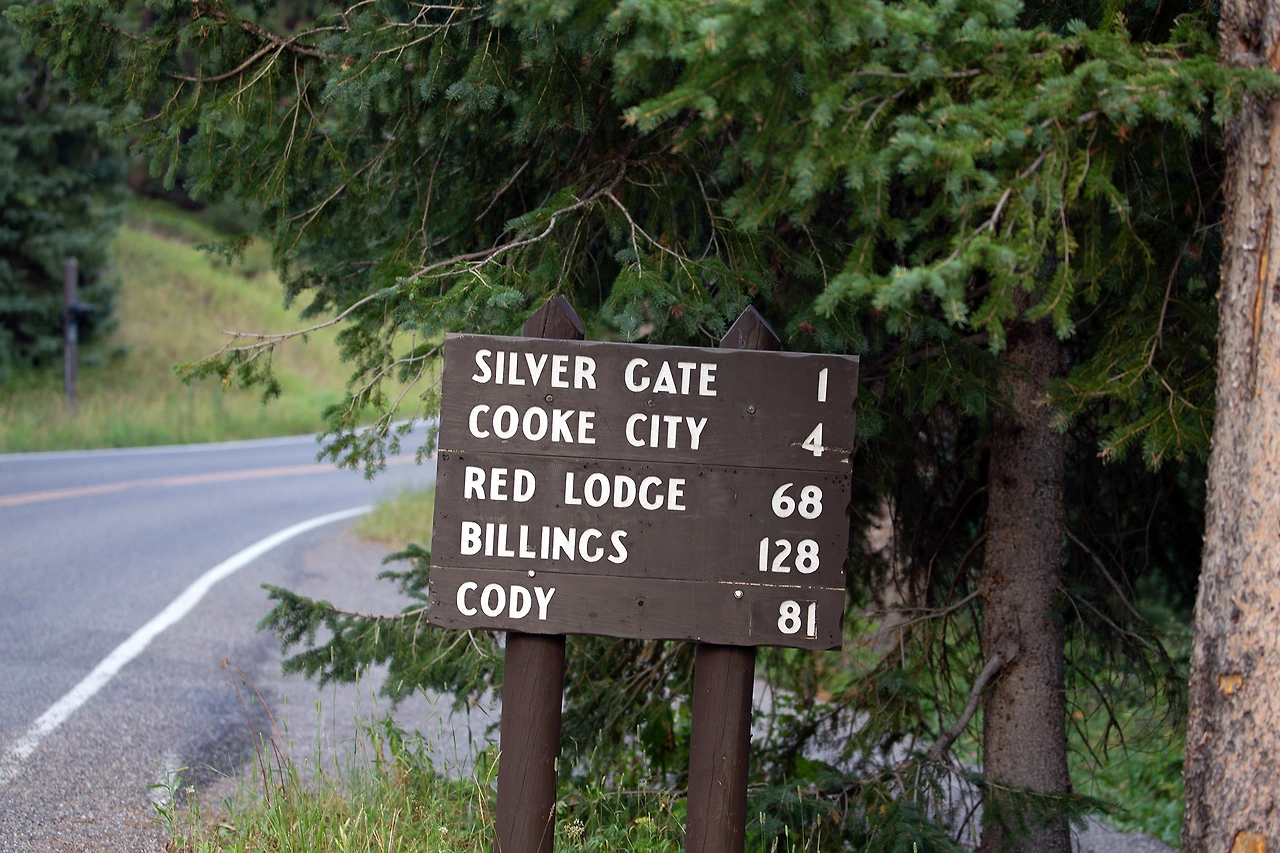 SILVER GATE 1
COOKE CITY 4
RED LODGE 68
BILLINGS 128
CODY 81